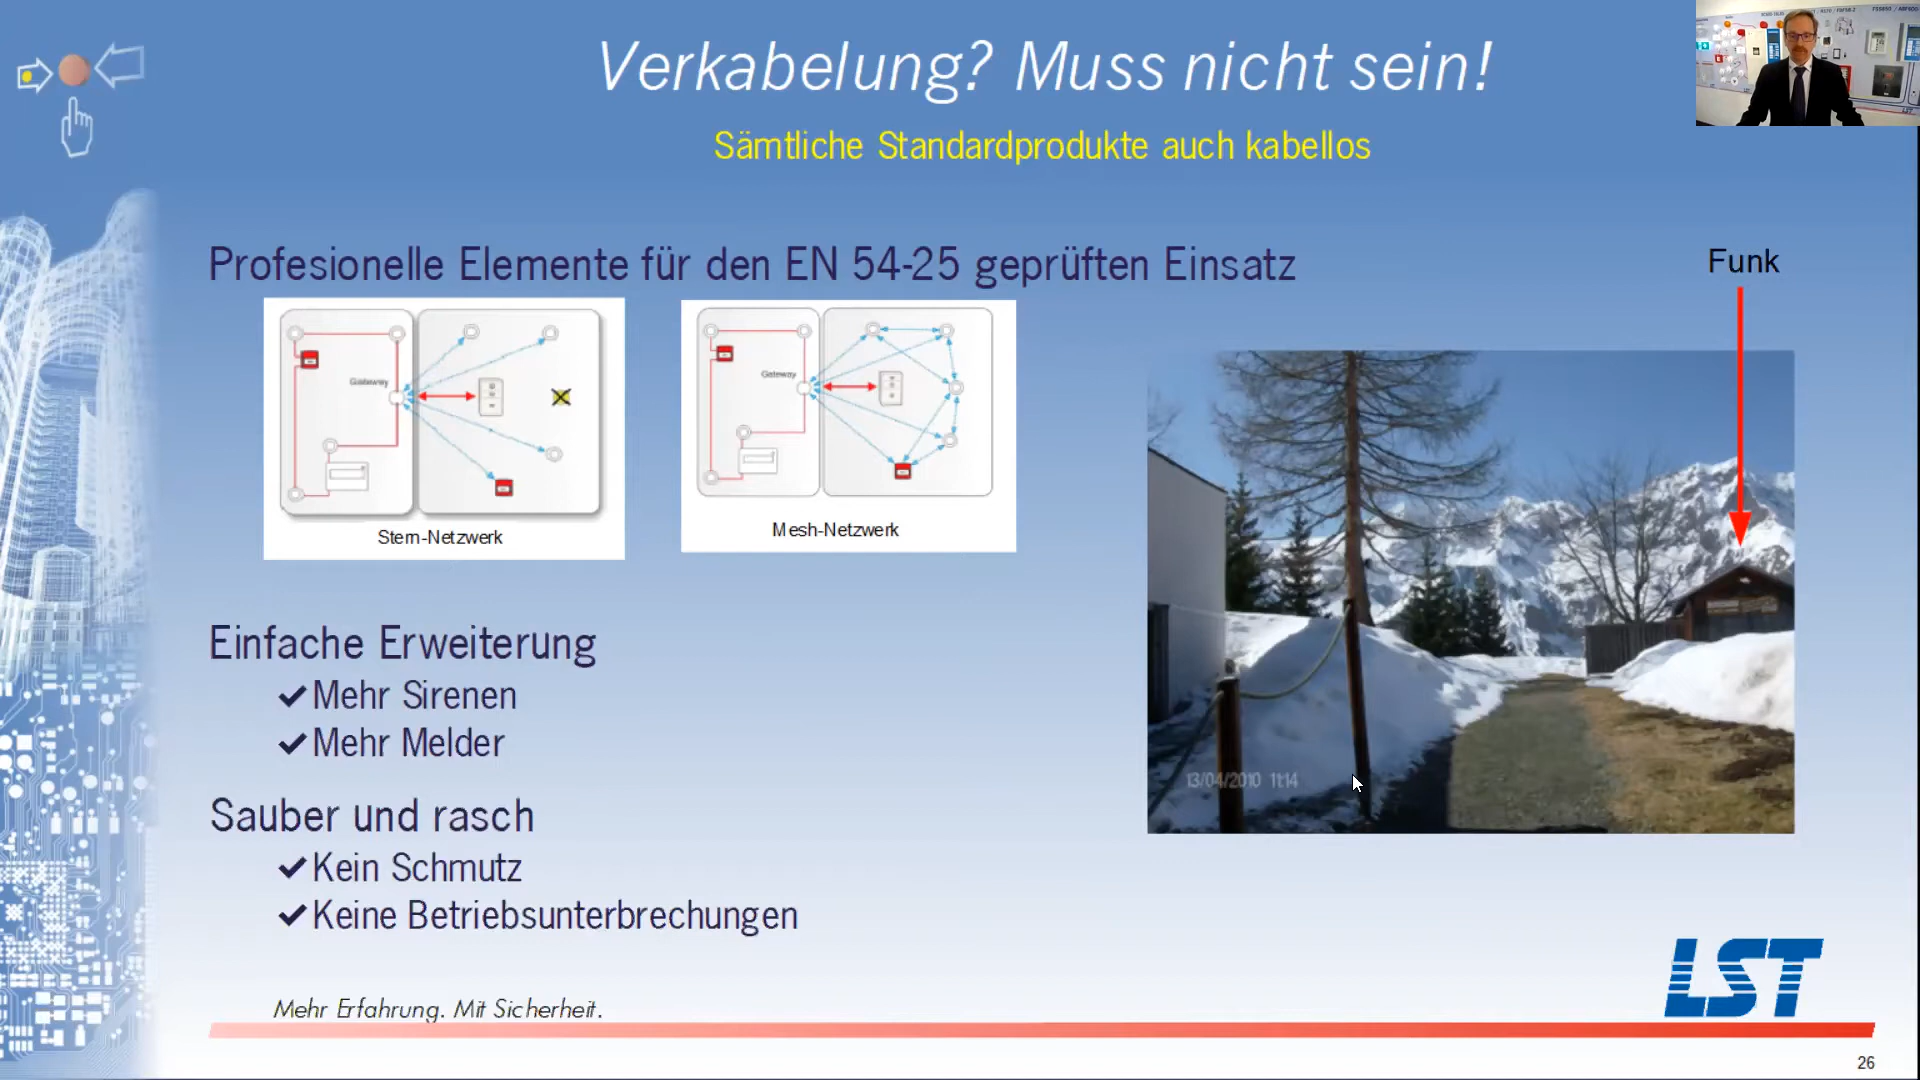 Verkabelung? Muss nicht sein!
Sämtliche Standardprodukte auch kabellos
Profesionelle Elemente für den EN 54-25 geprüften Einsatz
Funk
Gateway
Stern-Netzwerk
Gateway
Mesh-Netzwerk
Einfache Erweiterung
✔Mehr Sirenen
✔Mehr Melder
13/04/2010 11:14
Sauber und rasch
✔Kein Schmutz
✔Keine Betriebsunterbrechungen
LST
Mehr Erfahrung. Mit Sicherheit.
26